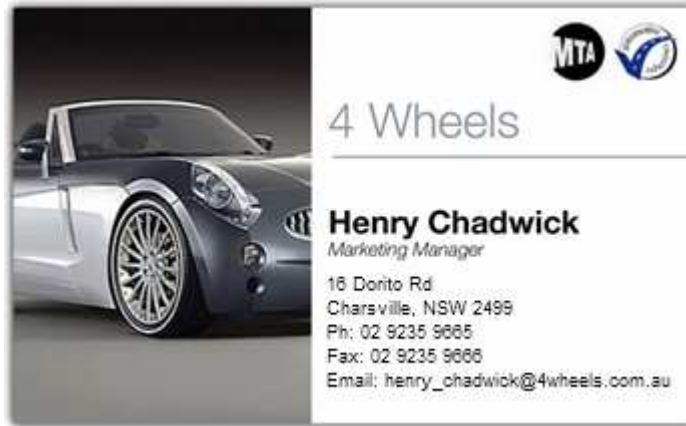 MTA
4 Wheels
Henry Chadwick
Marketing Manager
16 Dorito Rd
Charsville, NSW 2499
Ph: 02 9235 9665
Fax: 02 9235 9666
Email: henry_chadwick@4wheels.com.au